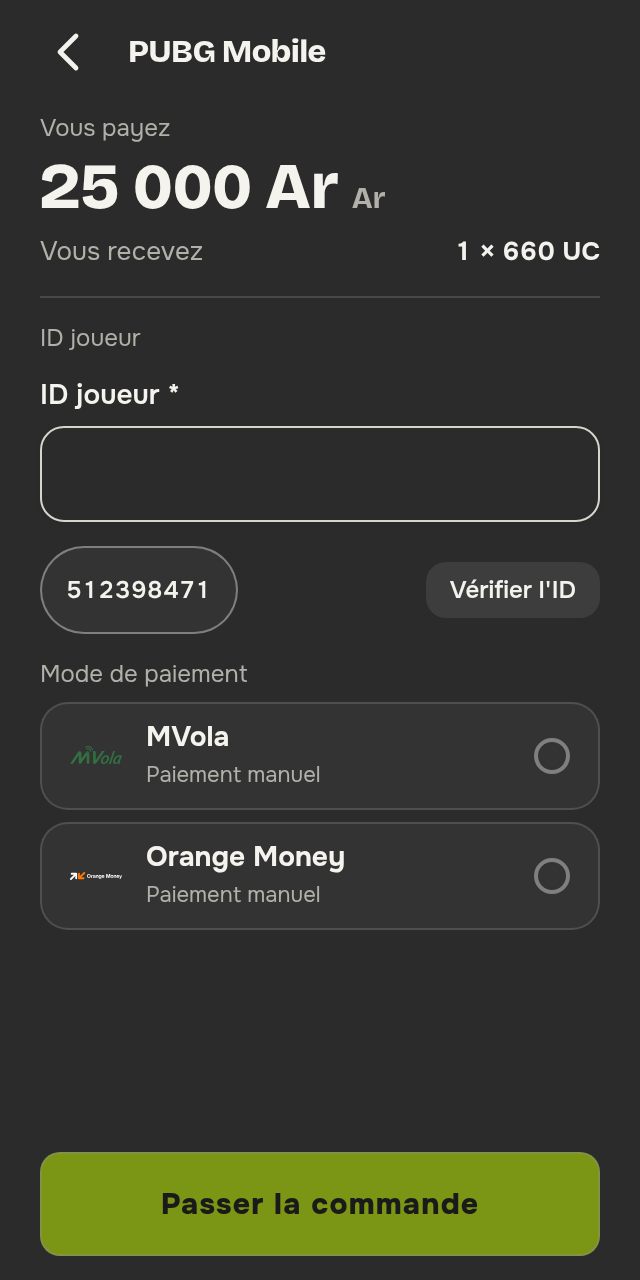 PUBG Mobile
Vous payez
25 000 Ar Ar
Vous recevez 1 × 660 UC
ID joueur
ID joueur *
512398471 Vérifier l'ID
Mode de paiement
MVola
MVola
Paiement manuel
Orange Money
Orange Money
Paiement manuel
Passer la commande